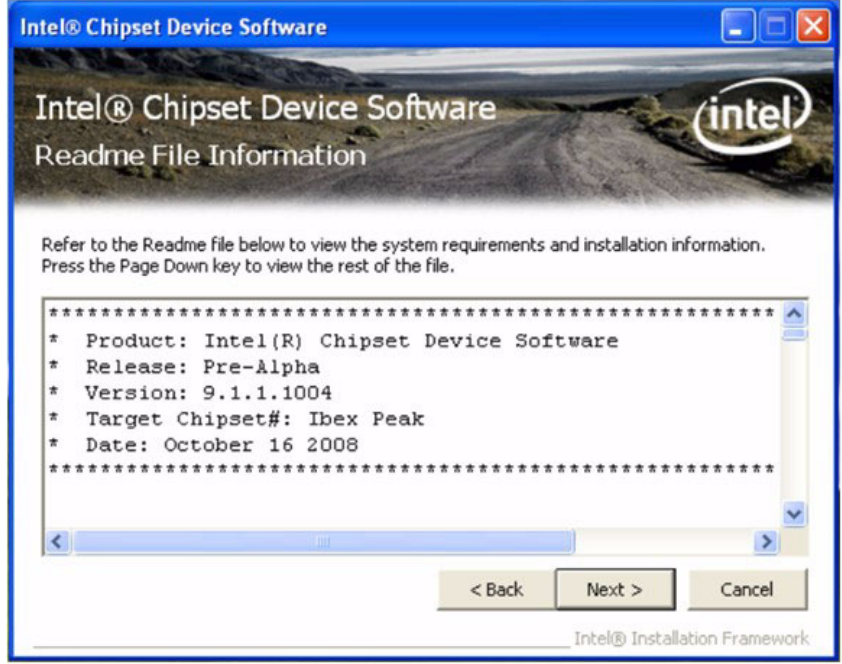 Intel® Chipset Device Software
Intel® Chipset Device Software
intel
Readme File Information
Refer to the Readme file below to view the system requirements and installation information.
Press the Page Down key to view the rest of the file.
********************************************************
*  Product: Intel(R) Chipset Device Software
*  Release: Pre-Alpha
*  Version: 9.1.1.1004
*  Target Chipset#: Ibex Peak
*  Date: October 16 2008
********************************************************
< Back
Next >
Cancel
Intel® Installation Framework